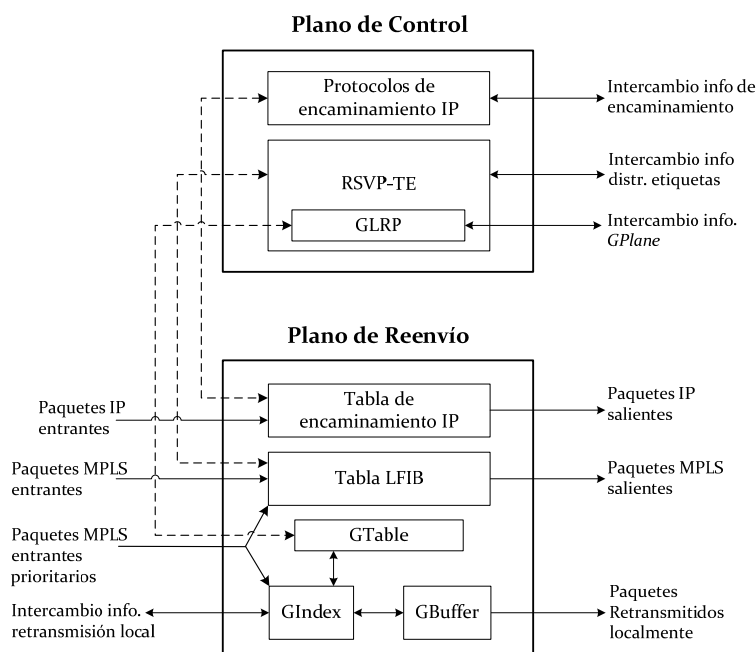 Plano de Control
Protocolos de
encaminamiento IP
Intercambio info de
encaminamiento
RSVP-TE
Intercambio info
distr. etiquetas
GLRP
Intercambio info.
GPlane
Plano de Reenvío
Paquetes IP
entrantes
Tabla de
encaminamiento IP
Paquetes IP
salientes
Paquetes MPLS
entrantes
Tabla LFIB
Paquetes MPLS
salientes
Paquetes MPLS
entrantes
prioritarios
GTable
Intercambio info.
retransmisión local
GIndex
GBuffer
Paquetes
Retransmitidos
localmente